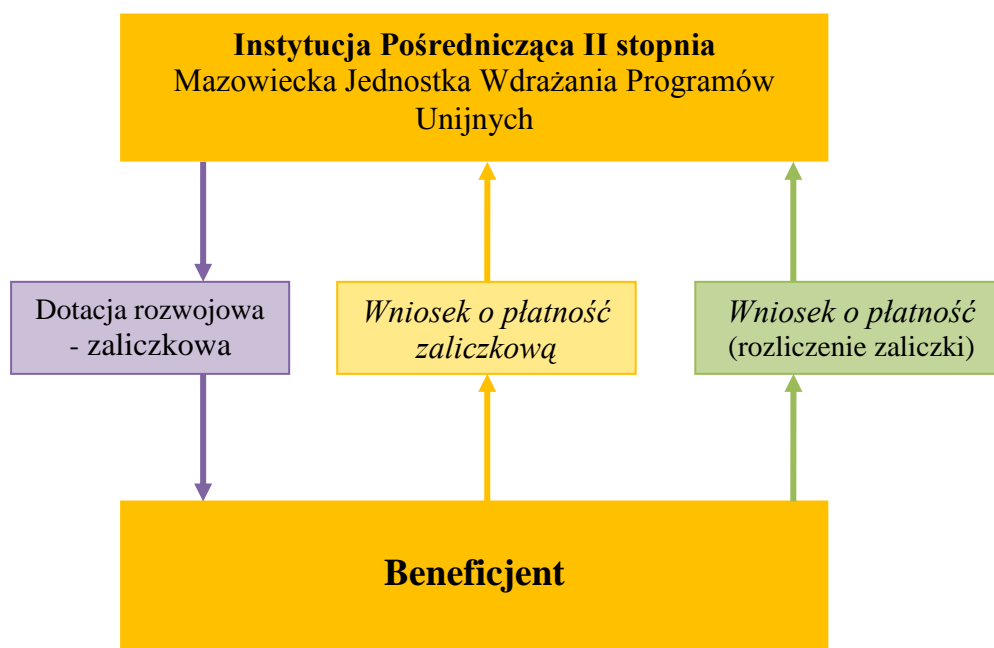 Instytucja Pośrednicząca II stopnia
Mazowiecka Jednostka Wdrażania Programów
Unijnych
Dotacja rozwojowa
- zaliczkowa
Wniosek o płatność
zaliczkową
Wniosek o płatność
(rozliczenie zaliczki)
Beneficjent